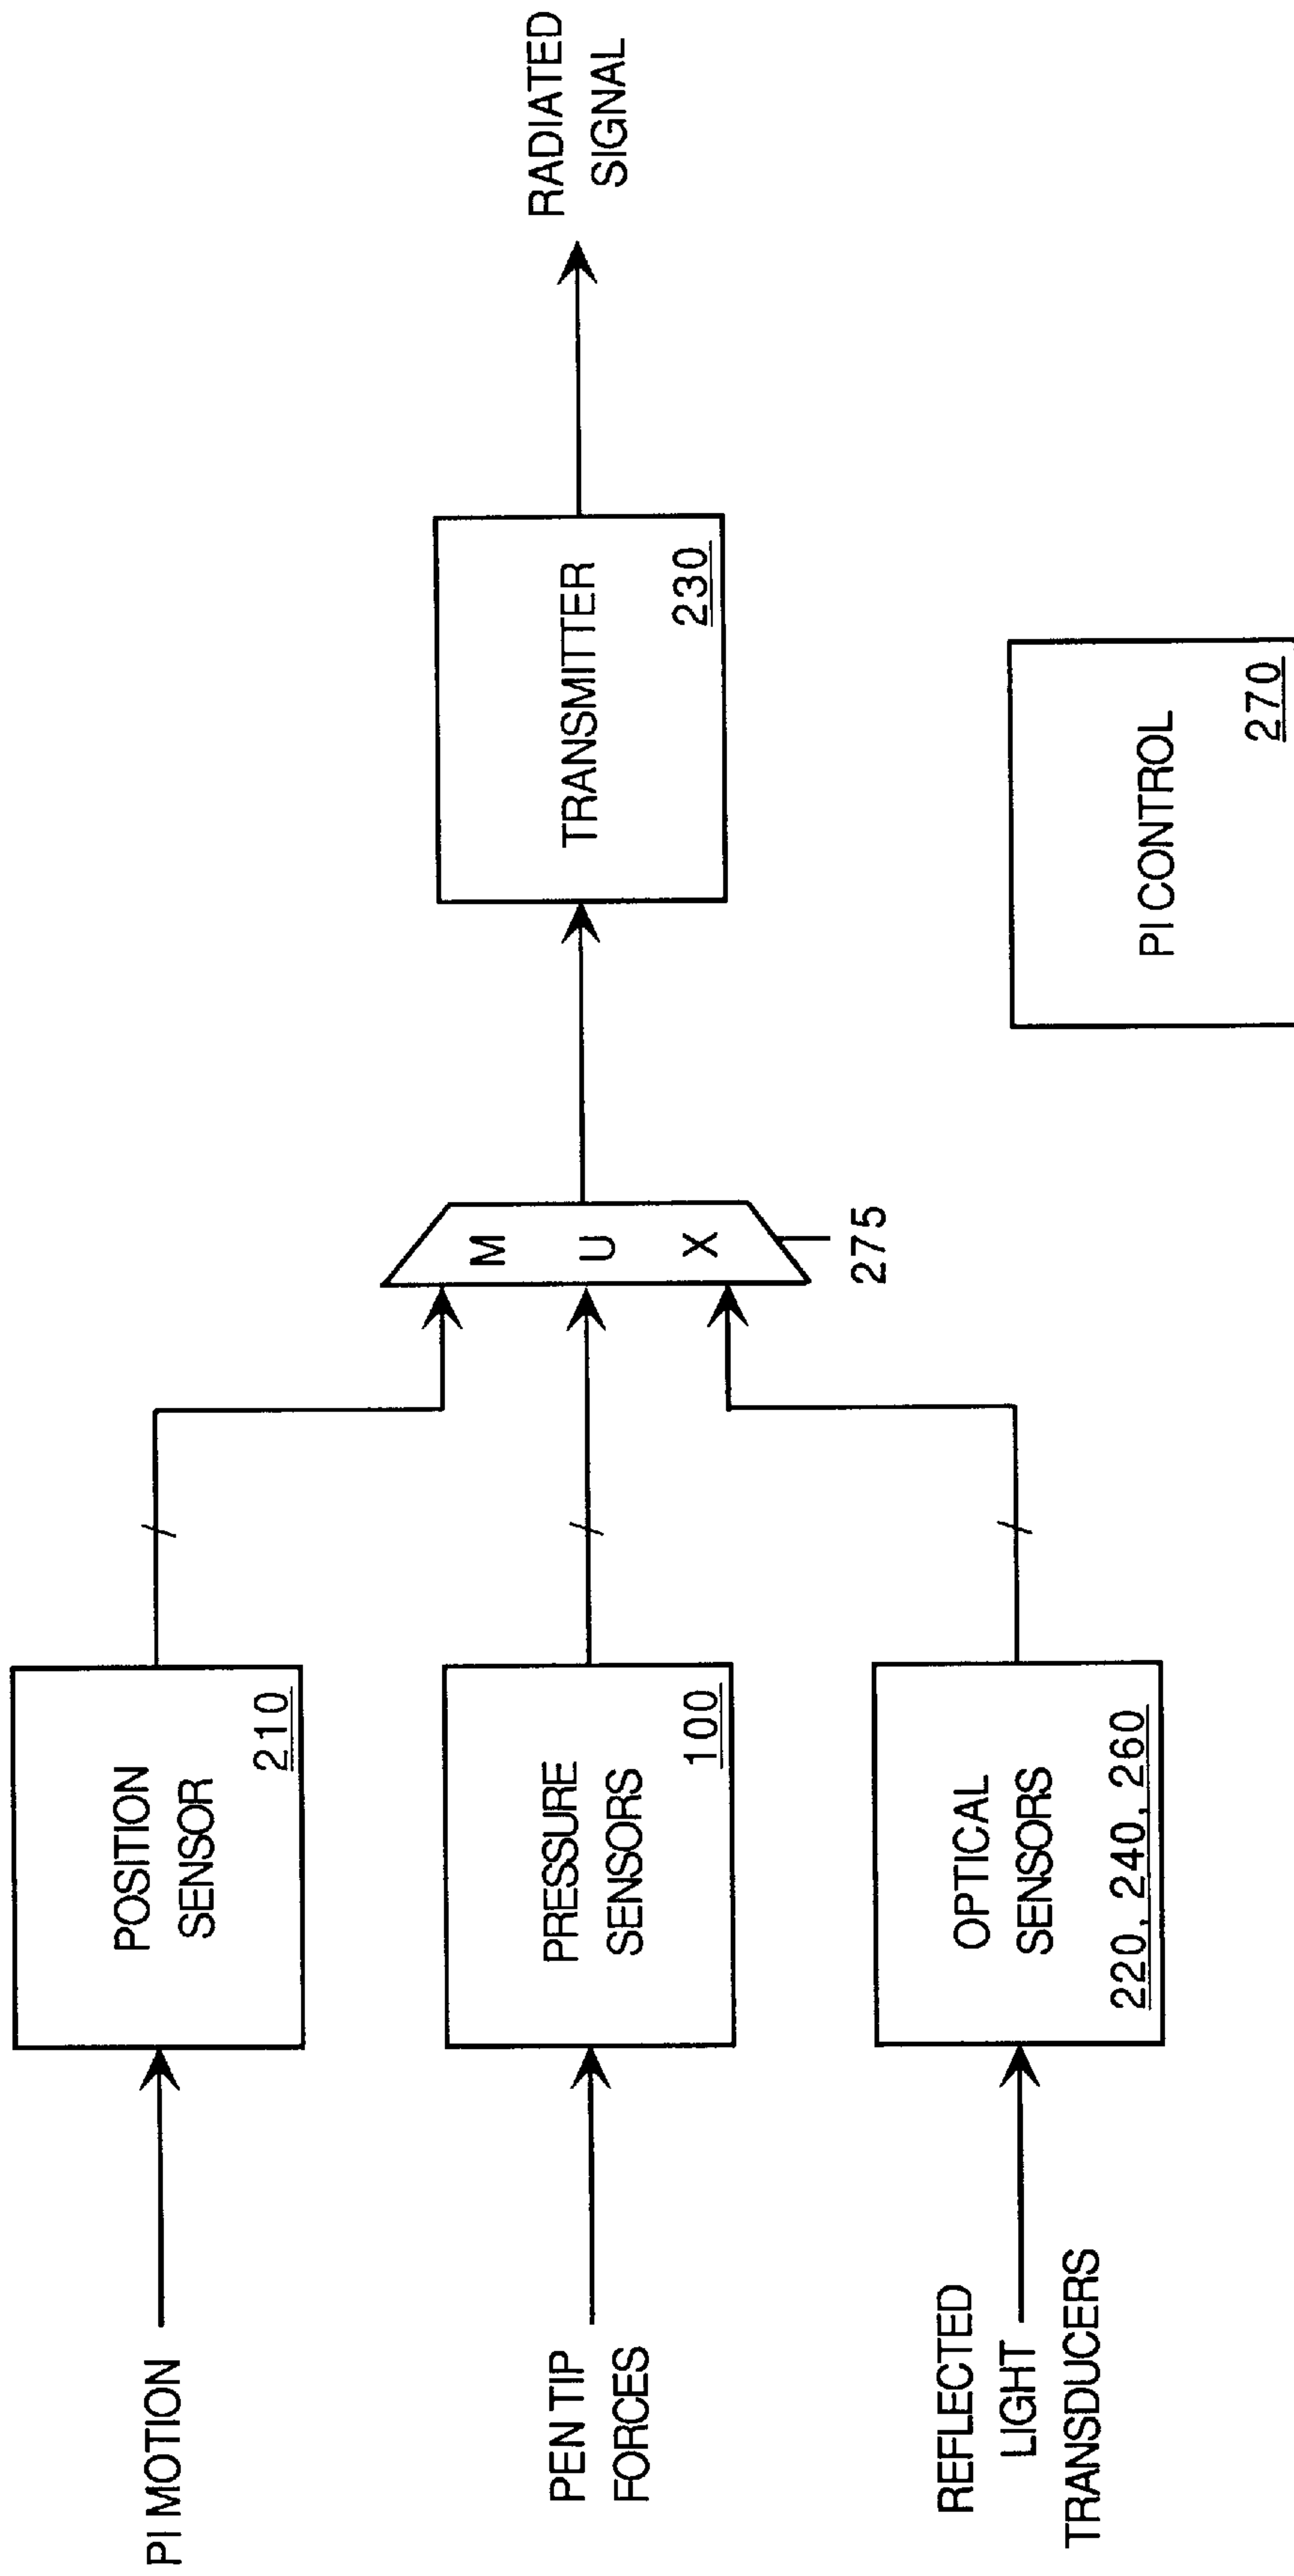 PI MOTION
POSITION
SENSOR
210
PEN TIP
FORCES
PRESSURE
SENSORS
100
REFLECTED
LIGHT
TRANSDUCERS
OPTICAL
SENSORS
220, 240, 260
M
U
X
275
TRANSMITTER
230
RADIATED
SIGNAL
PI CONTROL
270